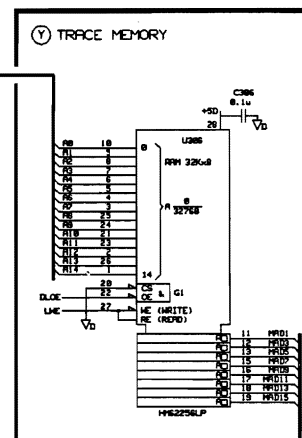 Y TRACE MEMORY
C386
0.1u
+5D
28
D
U386
A0 10 0 RAM 32Kx8
A1 9
A2 8
A3 7
A4 6
A5 5
A6 4
A7 3 A 0
A8 25 32768
A9 24
A10 21
A11 23
A12 2
A13 26
A14 1 14
20 CS & G1
DLOE 22 OE
LWE 27 WE (WRITE)
RE (READ)
D
A 11 MAD1
A 12 MAD3
A 13 MAD5
A 15 MAD7
A 16 MAD9
A 17 MAD11
A 18 MAD13
A 19 MAD15
HM62256LP